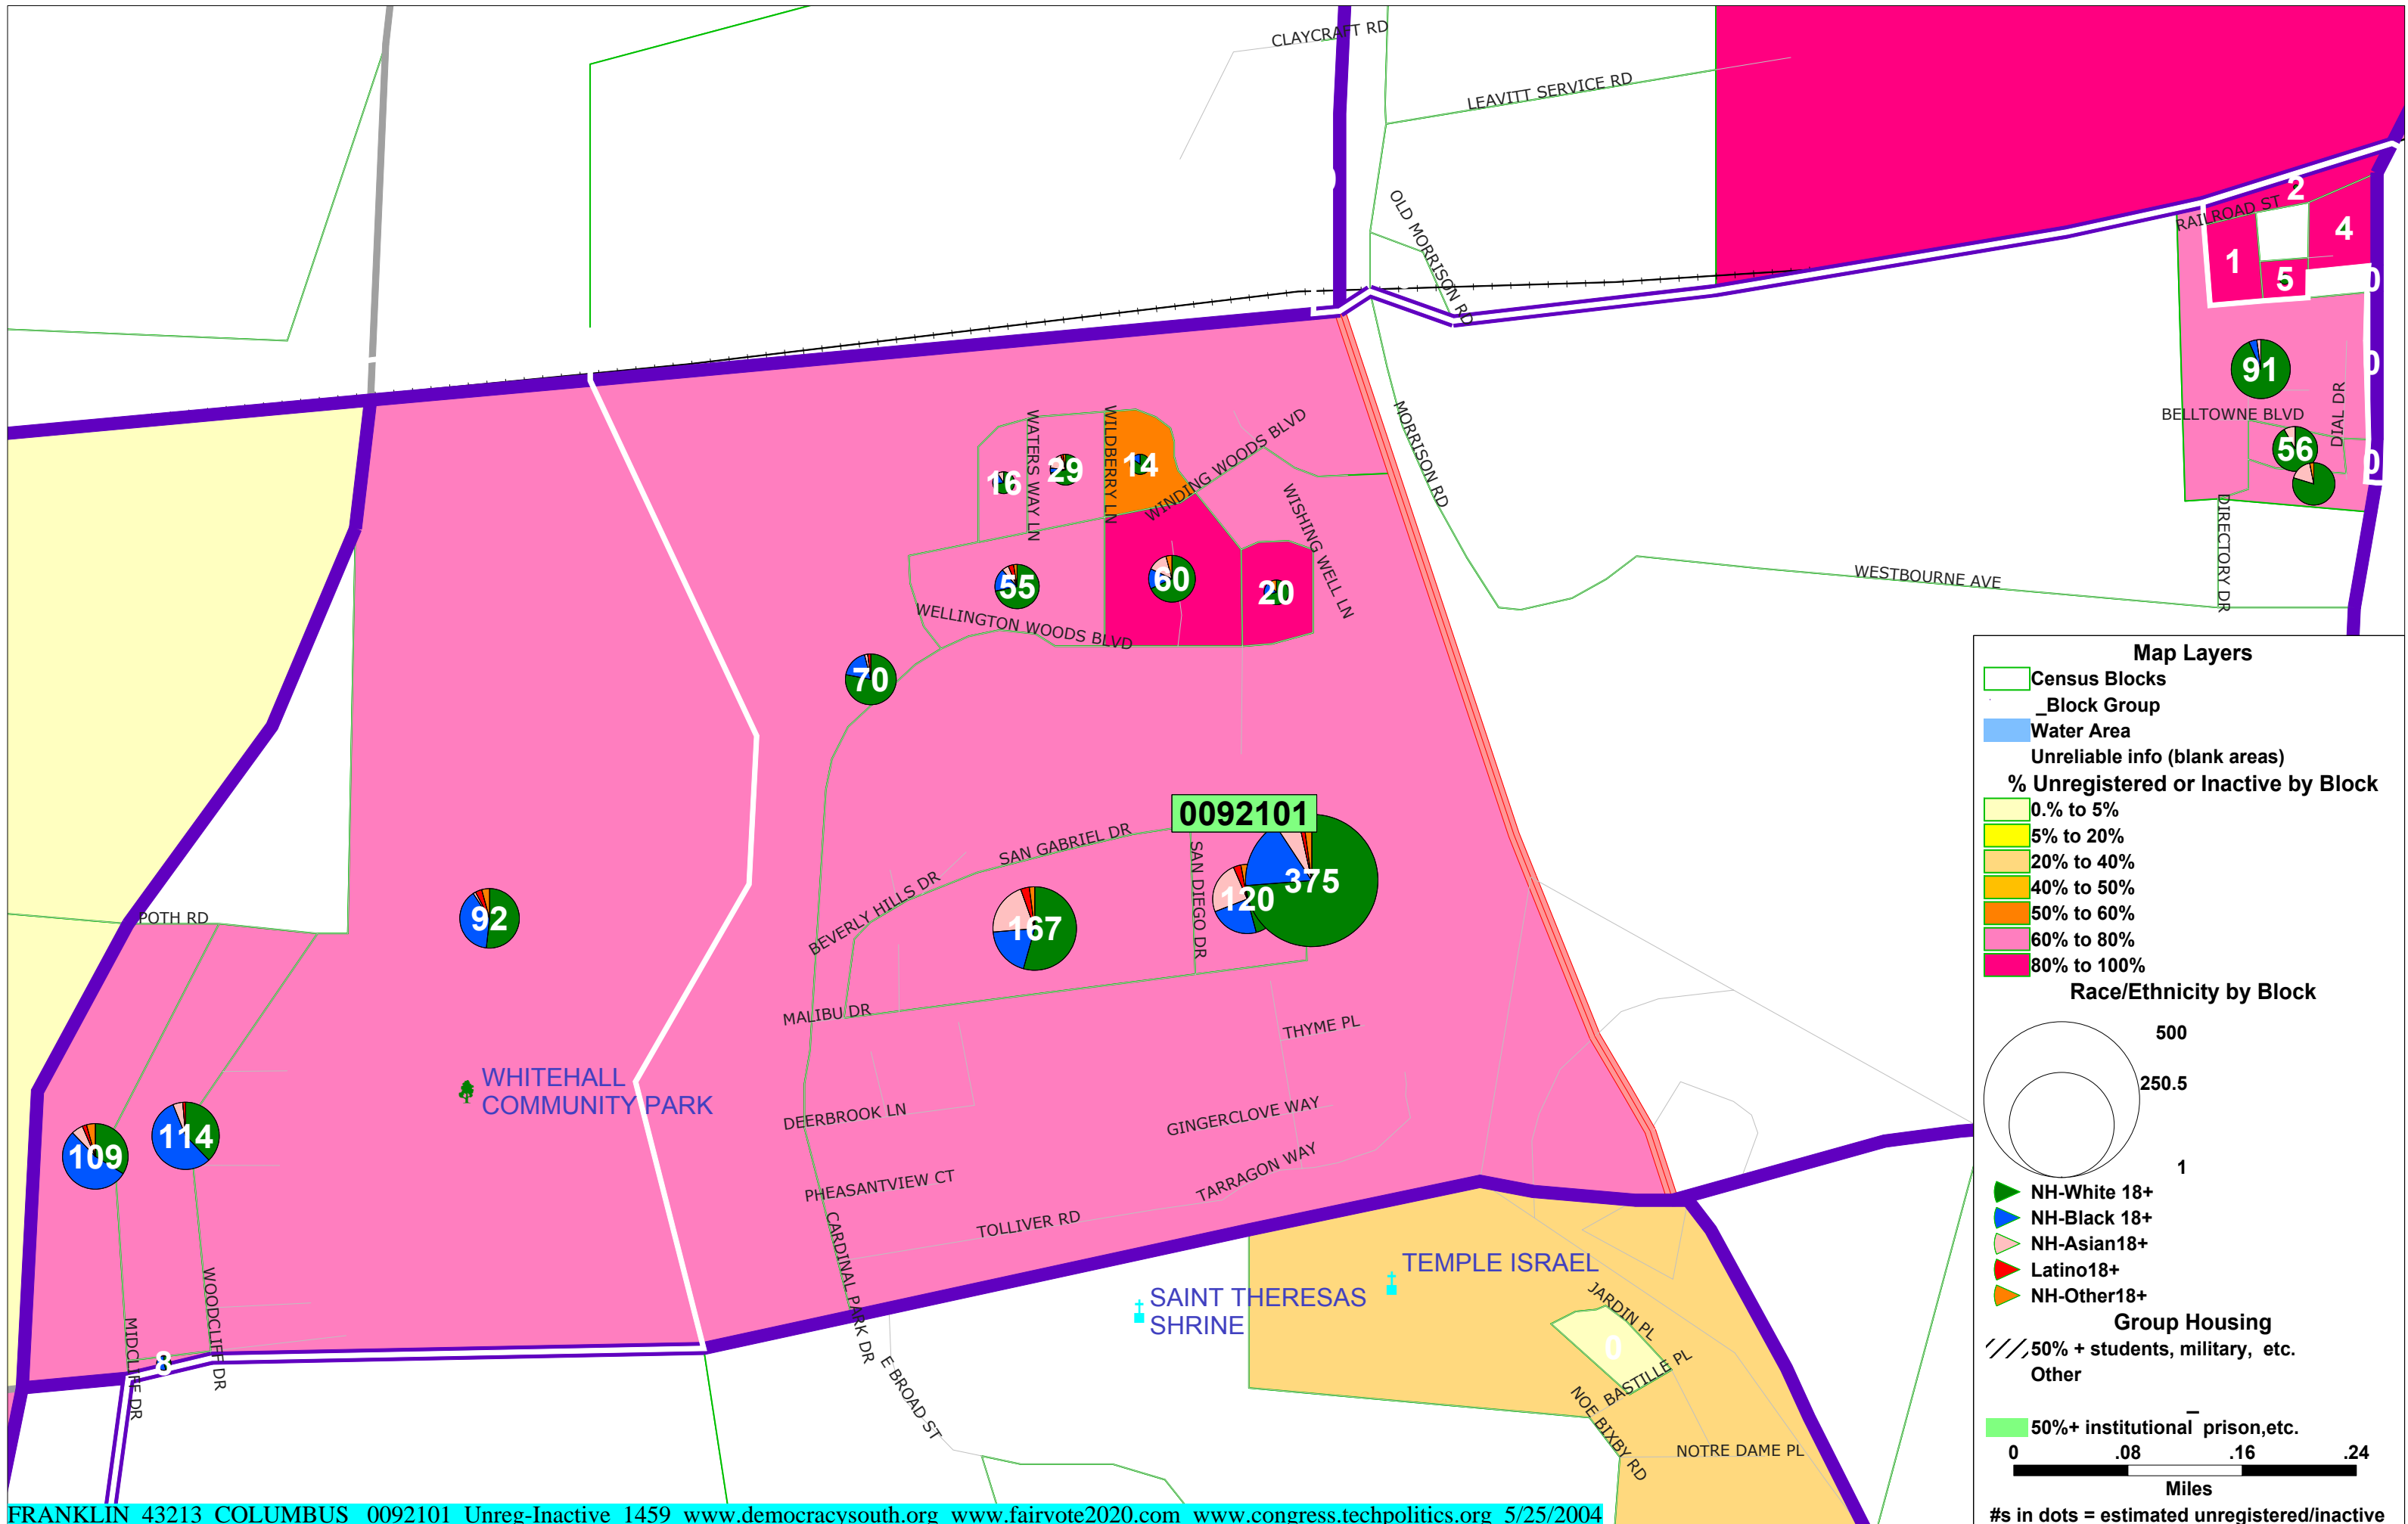 CLAYCRAFT RD
LEAVITT SERVICE RD
OLD MORRISON RD
RAILROAD ST
2
4
1
5
0
91
0
BELLTOWNE BLVD
DIAL DR
56
0
DIRECTORY DR
WATERS WAY LN
WILDBERRY LN
WINDING WOODS BLVD
MORRISON RD
16
29
14
WISHING WELL LN
55
60
20
WELLINGTON WOODS BLVD
WESTBOURNE AVE
70
0092101
SAN GABRIEL DR
SAN DIEGO DR
BEVERLY HILLS DR
375
120
167
92
POTH RD
MALIBU DR
THYME PL
WHITEHALL
COMMUNITY PARK
DEERBROOK LN
GINGERCLOVE WAY
109
114
PHEASANTVIEW CT
TARRAGON WAY
TOLLIVER RD
CARDINAL PARK DR
TEMPLE ISRAEL
SAINT THERESAS
SHRINE
JARDIN PL
0
BASTILLE PL
NOE BIXBY RD
NOTRE DAME PL
WOODCLIFF DR
MIDCLIFF DR
8
E BROAD ST
Map Layers
Census Blocks
_Block Group
Water Area
Unreliable info (blank areas)
% Unregistered or Inactive by Block
0.% to 5%
5% to 20%
20% to 40%
40% to 50%
50% to 60%
60% to 80%
80% to 100%
Race/Ethnicity by Block
500
250.5
1
NH-White 18+
NH-Black 18+
NH-Asian18+
Latino18+
NH-Other18+
Group Housing
50% + students, military, etc.
Other
50%+ institutional_ prison,etc.
0 .08 .16 .24
Miles
#s in dots = estimated unregistered/inactive
FRANKLIN 43213 COLUMBUS 0092101 Unreg-Inactive 1459 www.democracysouth.org www.fairvote2020.com www.congress.techpolitics.org 5/25/2004